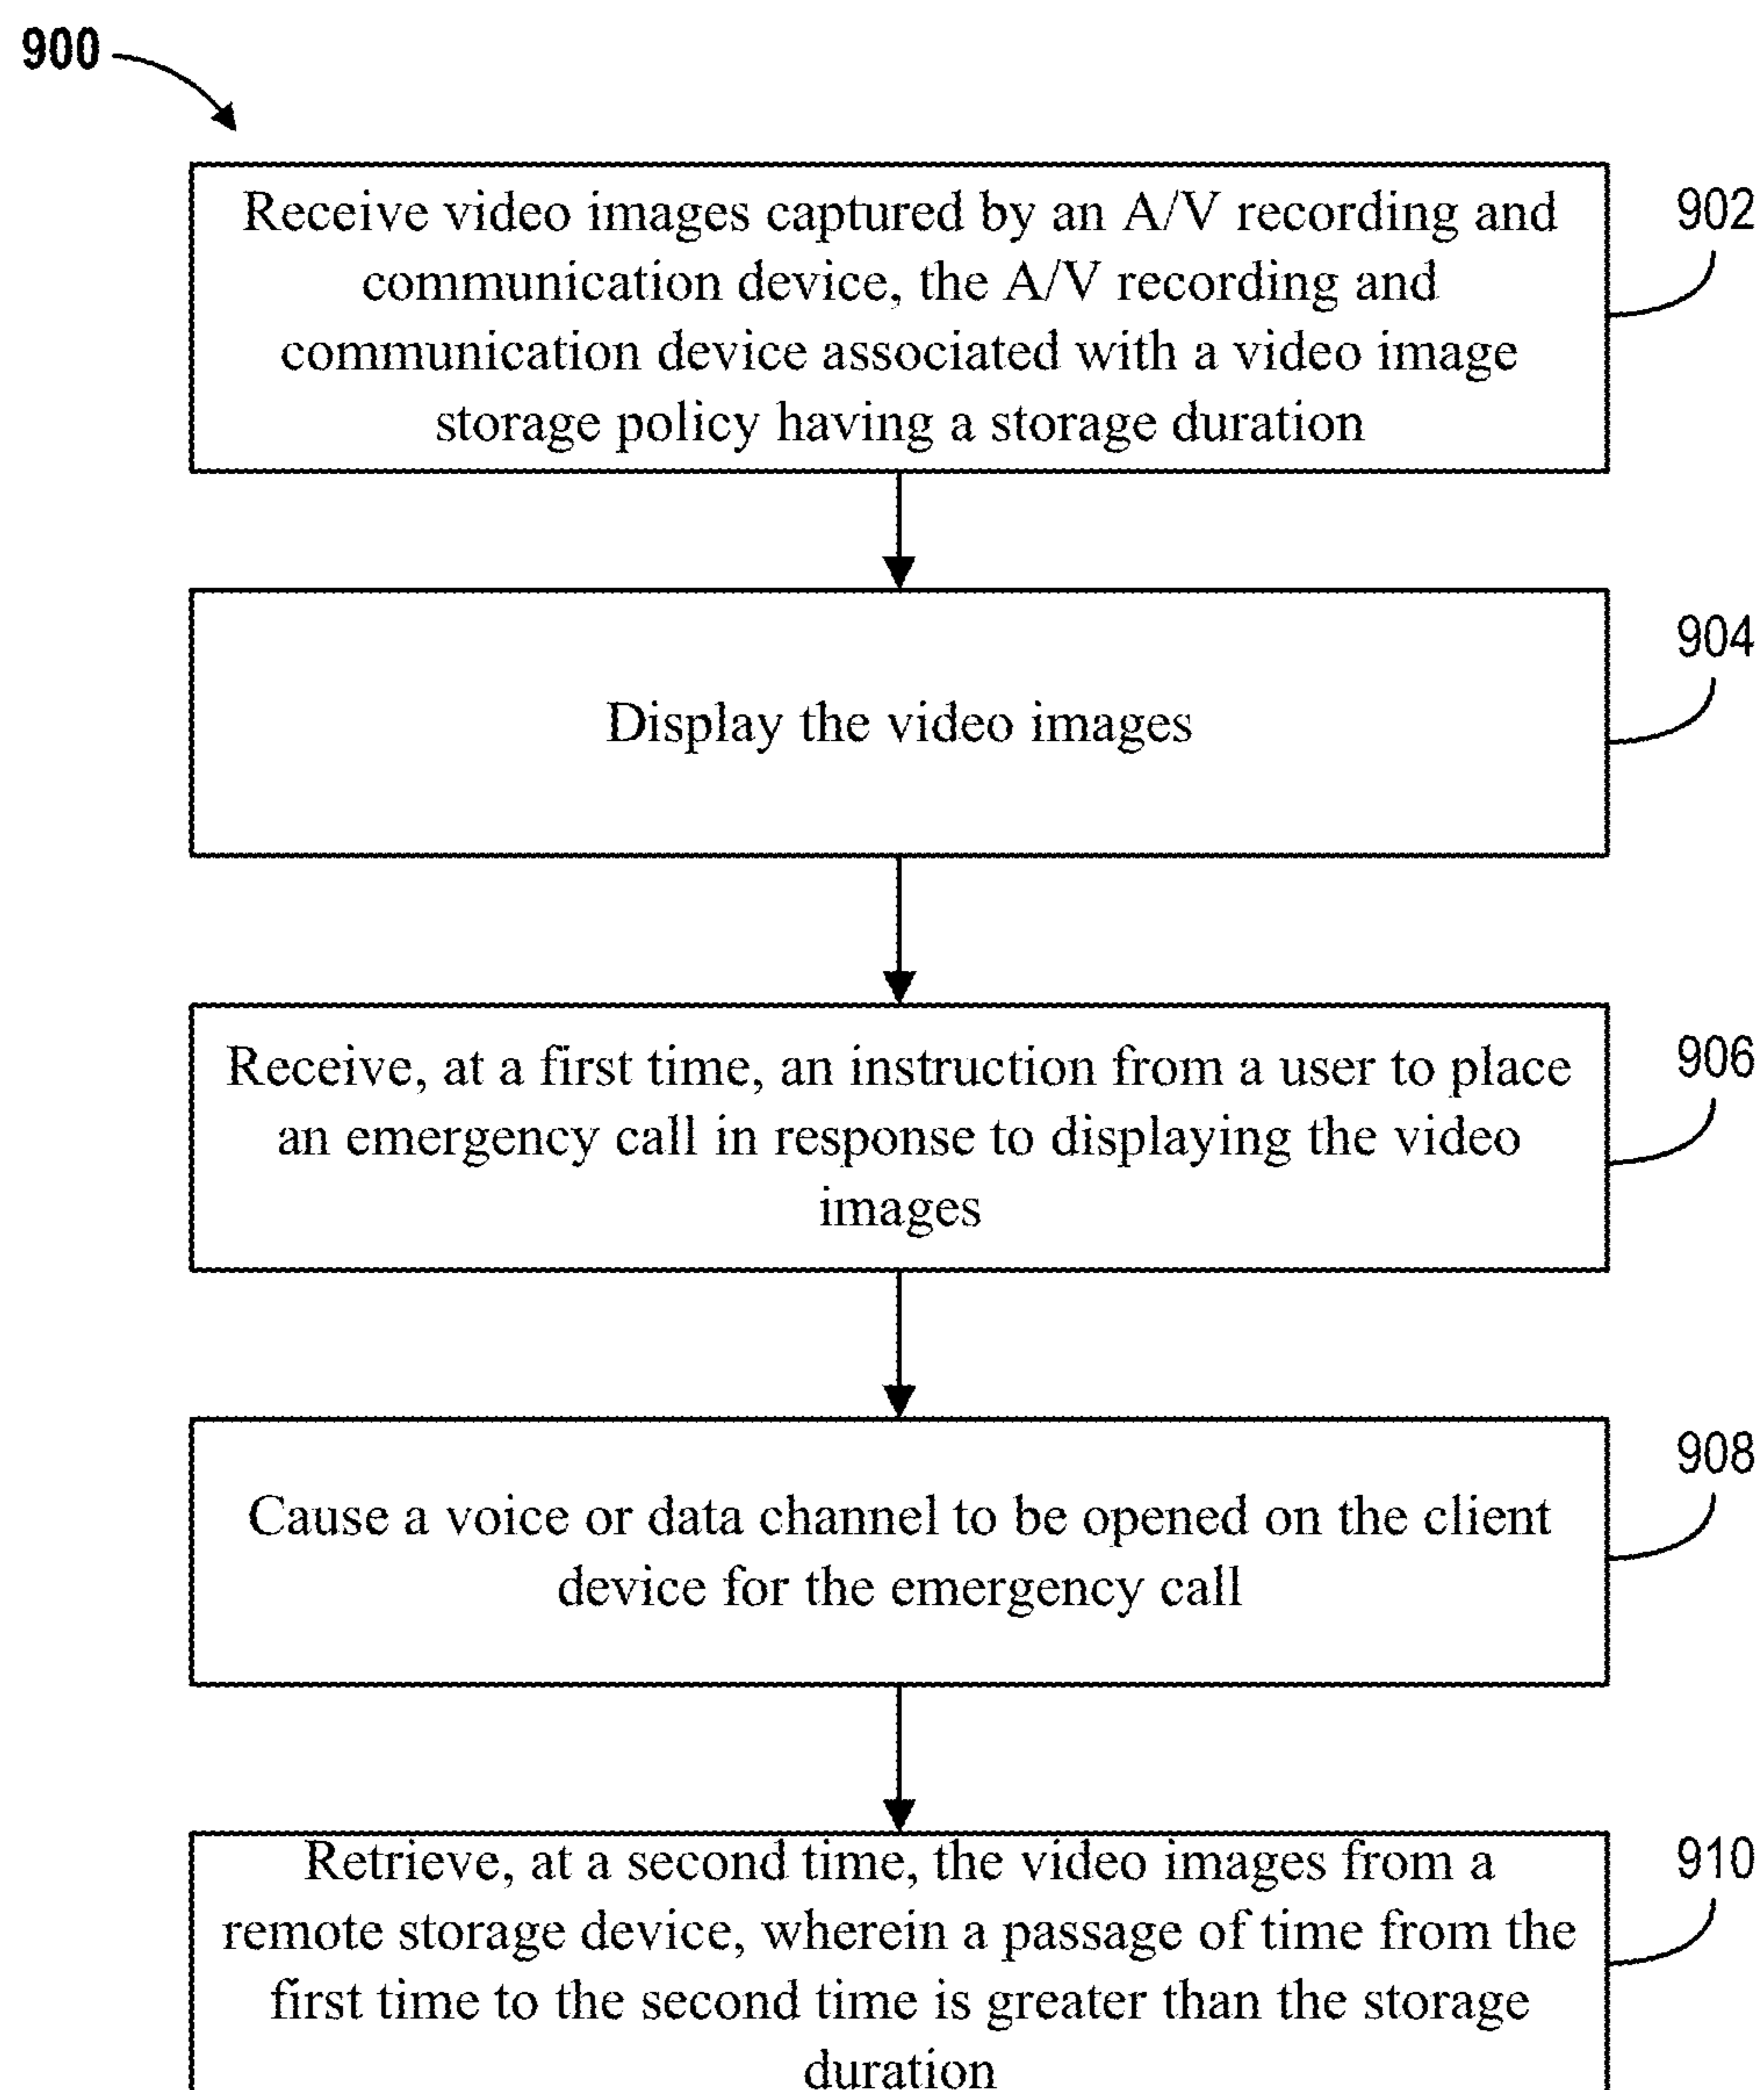 900
Receive video images captured by an A/V recording and
communication device, the A/V recording and
communication device associated with a video image
storage policy having a storage duration
902
Display the video images
904
Receive, at a first time, an instruction from a user to place
an emergency call in response to displaying the video
images
906
Cause a voice or data channel to be opened on the client
device for the emergency call
908
Retrieve, at a second time, the video images from a
remote storage device, wherein a passage of time from the
first time to the second time is greater than the storage
duration
910